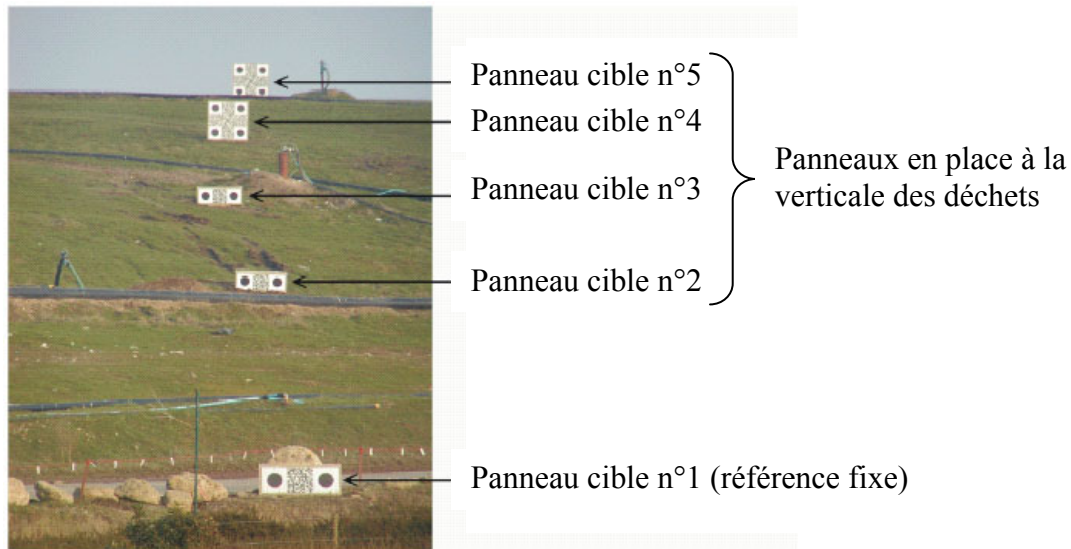 Panneau cible n°5
Panneau cible n°4
Panneau cible n°3
Panneau cible n°2
Panneaux en place à la
verticale des déchets
Panneau cible n°1 (référence fixe)